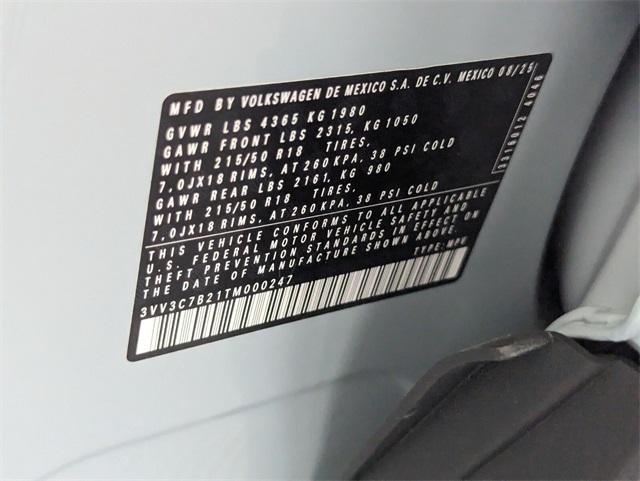 MFD BY VOLKSWAGEN DE MEXICO S.A. DE C.V. MEXICO 08/25
GVWR LBS 4365 KG 1980
GAWR FRONT LBS 2315, KG 1050
WITH 215/50 R18 TIRES,
7.0JX18 RIMS, AT 260 KPA, 38 PSI COLD
GAWR REAR LBS 2161, KG 980
WITH 215/50 R18 TIRES,
7.0JX18 RIMS, AT 260 KPA, 38 PSI COLD
THIS VEHICLE CONFORMS TO ALL APPLICABLE
U.S. FEDERAL MOTOR VEHICLE SAFETY AND
THEFT PREVENTION STANDARDS IN EFFECT ON
THE DATE OF MANUFACTURE SHOWN ABOVE.
TYPE: MPV
3VV3C7B21TM000247